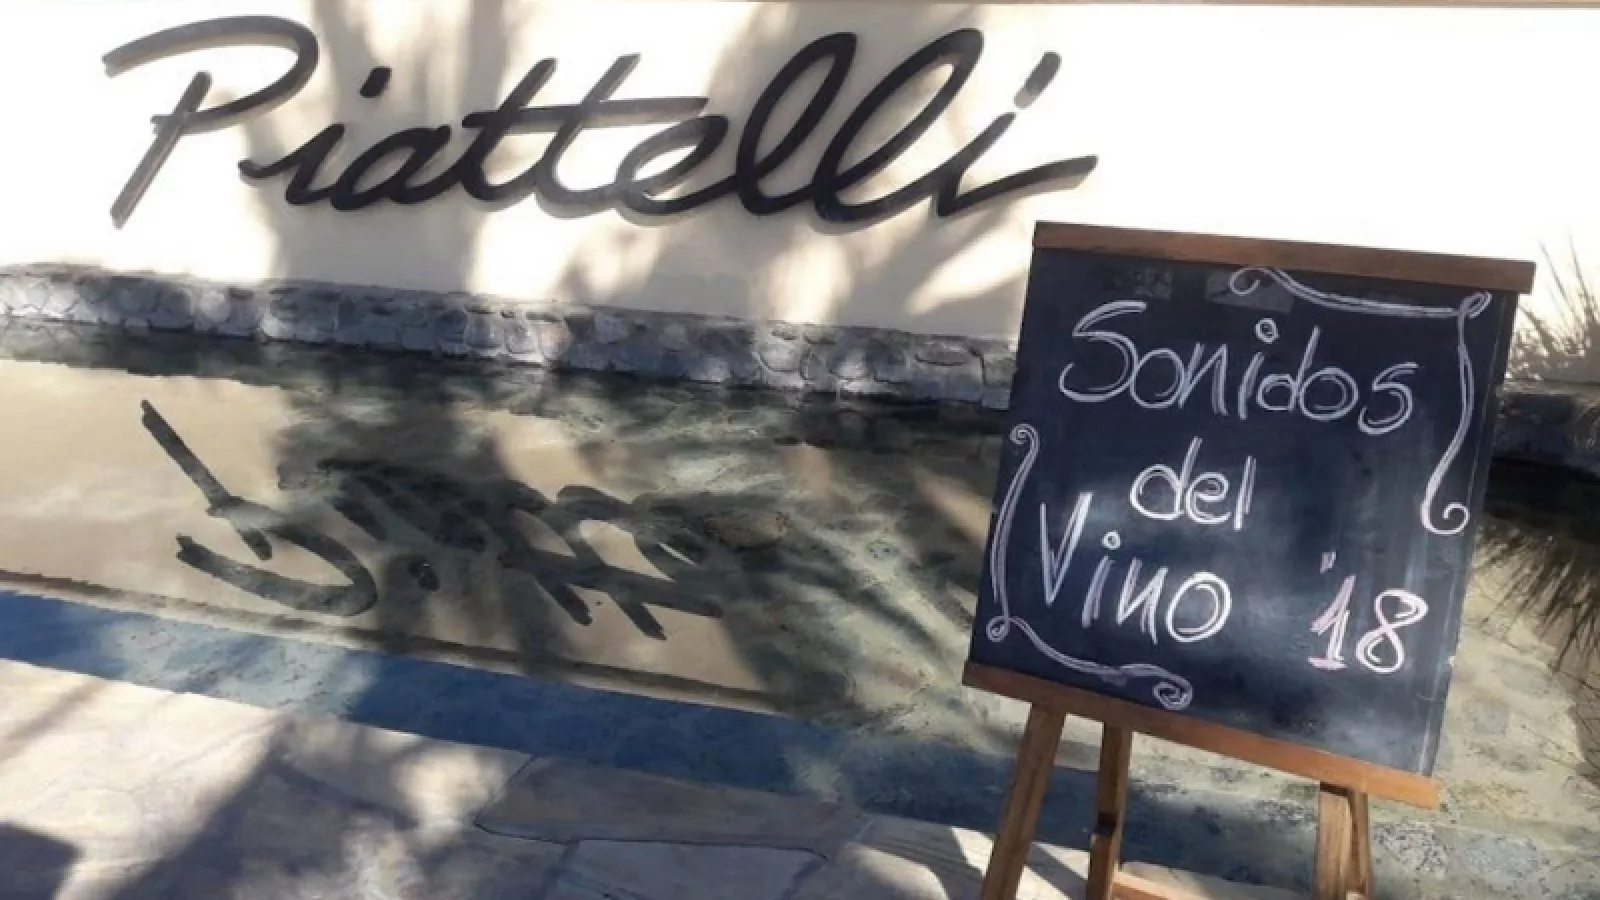 Piattelli
Sonidos
del
Vino '18